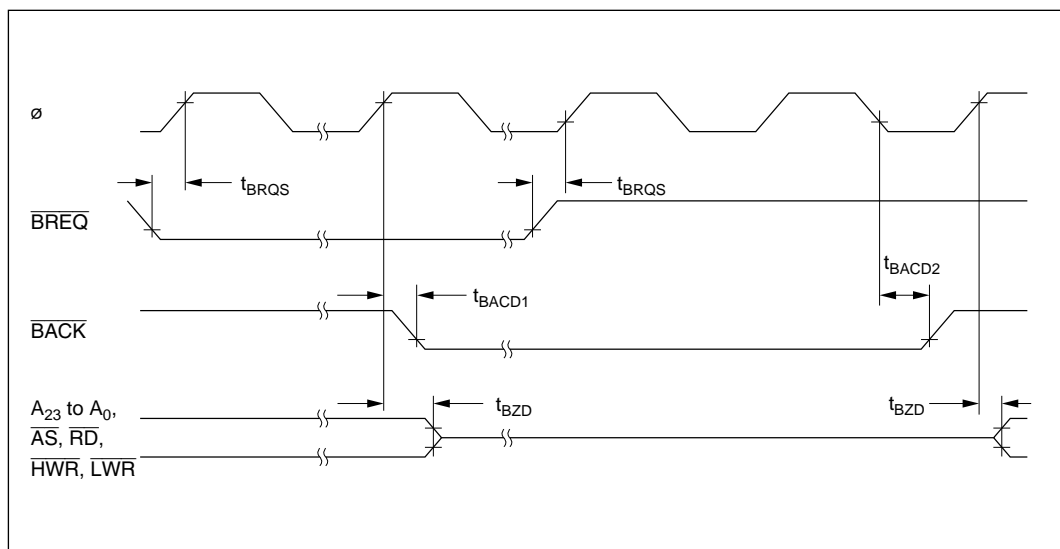 ø
tBRQS
tBRQS
BREQ
tBACD2
tBACD1
BACK
A23 to A0,
AS, RD,
HWR, LWR
tBZD
tBZD